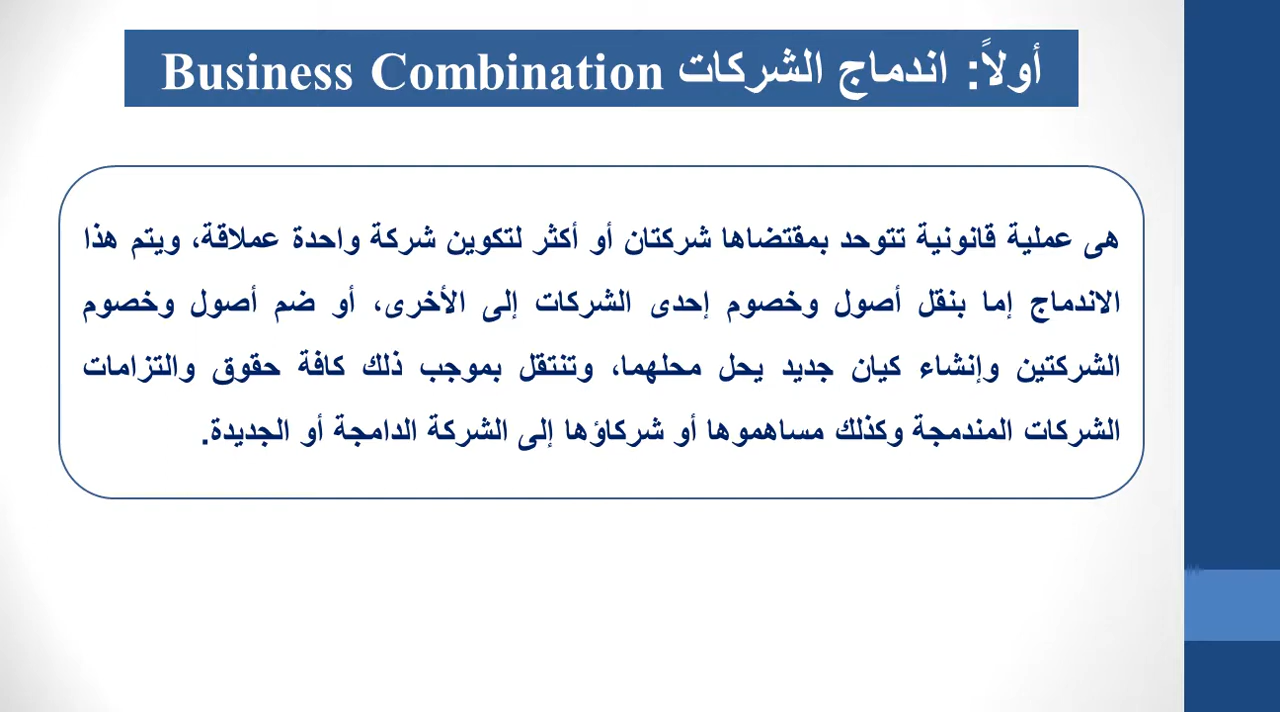 أولاً: اندماج الشركات Business Combination
هى عملية قانونية تتوحد بمقتضاها شركتان أو أكثر لتكوين شركة واحدة عملاقة، ويتم هذا
الاندماج إما بنقل أصول وخصوم إحدى الشركات إلى الأخرى، أو ضم أصول وخصوم
الشركتين وإنشاء كيان جديد يحل محلهما، وتنتقل بموجب ذلك كافة حقوق والتزامات
الشركات المندمجة وكذلك مساهموها أو شركاؤها إلى الشركة الدامجة أو الجديدة.